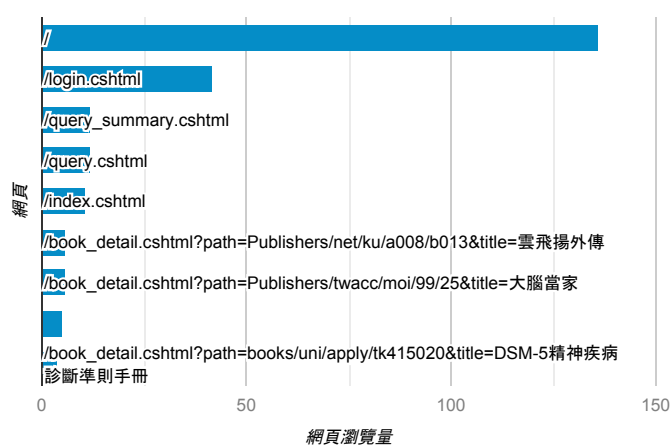 /
/login.cshtml
/query_summary.cshtml
/query.cshtml
/index.cshtml
/book_detail.cshtml?path=Publishers/net/ku/a008/b013&title=雲飛揚外傳
/book_detail.cshtml?path=Publishers/twacc/moi/99/25&title=大腦當家
/book_detail.cshtml?path=books/uni/apply/tk415020&title=DSM-5精神疾病
診斷準則手冊
網頁
0 50 100 150
網頁瀏覽量